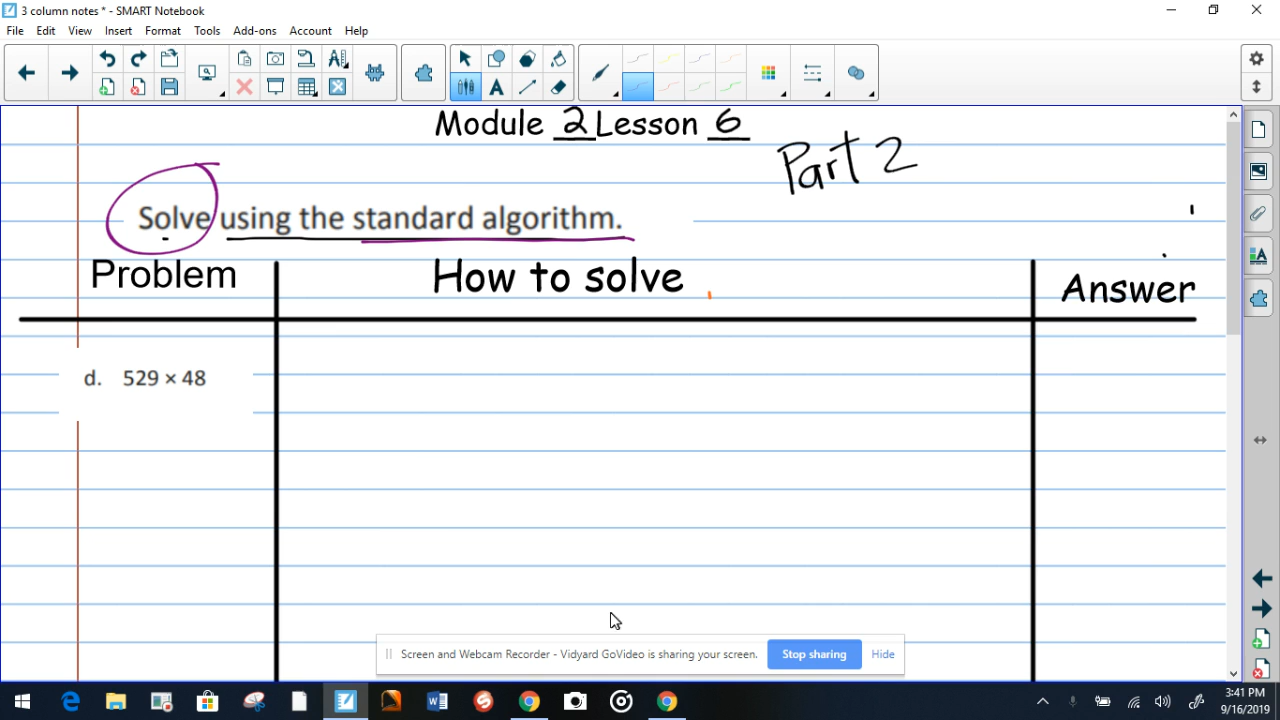 3 column notes * - SMART Notebook
File Edit View Insert Format Tools Add-ons Account Help
Module 2 Lesson 6
Part 2
Solve using the standard algorithm.
Problem How to solve Answer
d. 529 × 48
Screen and Webcam Recorder - Vidyard GoVideo is sharing your screen. Stop sharing Hide
3:41 PM
9/16/2019